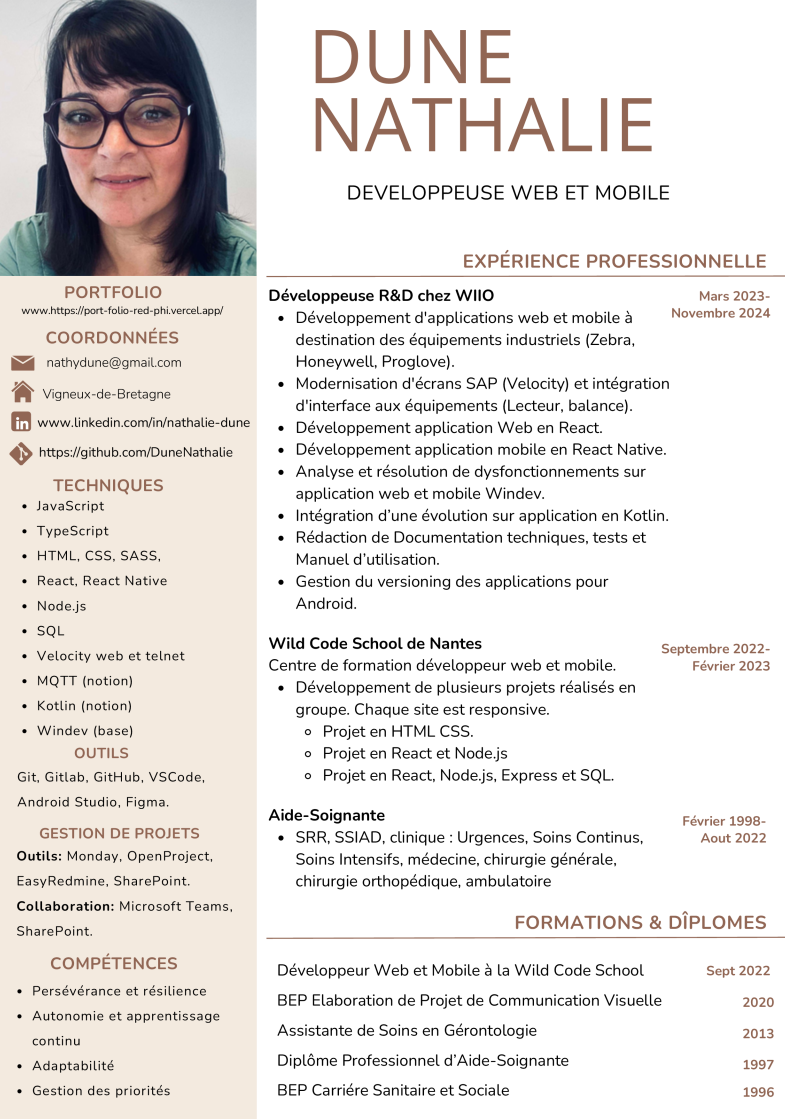 DUNE
NATHALIE
DEVELOPPEUSE WEB ET MOBILE
PORTFOLIO
www.https://port-folio-red-phi.vercel.app/
COORDONNÉES
nathydune@gmail.com
Vigneux-de-Bretagne
in www.linkedin.com/in/nathalie-dune
https://github.com/DuneNathalie
TECHNIQUES
• JavaScript
• TypeScript
• HTML, CSS, SASS,
• React, React Native
• Node.js
• SQL
• Velocity web et telnet
• MQTT (notion)
• Kotlin (notion)
• Windev (base)
OUTILS
Git, Gitlab, GitHub, VSCode,
Android Studio, Figma.
GESTION DE PROJETS
Outils: Monday, OpenProject,
EasyRedmine, SharePoint.
Collaboration: Microsoft Teams,
SharePoint.
COMPÉTENCES
• Persévérance et résilience
• Autonomie et apprentissage
continu
• Adaptabilité
• Gestion des priorités
EXPÉRIENCE PROFESSIONNELLE
Développeuse R&D chez WIIO
Mars 2023-
Novembre 2024
• Développement d'applications web et mobile à
destination des équipements industriels (Zebra,
Honeywell, Proglove).
• Modernisation d'écrans SAP (Velocity) et intégration
d'interface aux équipements (Lecteur, balance).
• Développement application Web en React.
• Développement application mobile en React Native.
• Analyse et résolution de dysfonctionnements sur
application web et mobile Windev.
• Intégration d’une évolution sur application en Kotlin.
• Rédaction de Documentation techniques, tests et
Manuel d’utilisation.
• Gestion du versioning des applications pour
Android.
Wild Code School de Nantes
Septembre 2022-
Février 2023
Centre de formation développeur web et mobile.
• Développement de plusieurs projets réalisés en
groupe. Chaque site est responsive.
◦ Projet en HTML CSS.
◦ Projet en React et Node.js
◦ Projet en React, Node.js, Express et SQL.
Aide-Soignante
Février 1998-
Aout 2022
• SRR, SSIAD, clinique : Urgences, Soins Continus,
Soins Intensifs, médecine, chirurgie générale,
chirurgie orthopédique, ambulatoire
FORMATIONS & DÎPLOMES
Développeur Web et Mobile à la Wild Code School Sept 2022
BEP Elaboration de Projet de Communication Visuelle 2020
Assistante de Soins en Gérontologie 2013
Diplôme Professionnel d’Aide-Soignante 1997
BEP Carriére Sanitaire et Sociale 1996